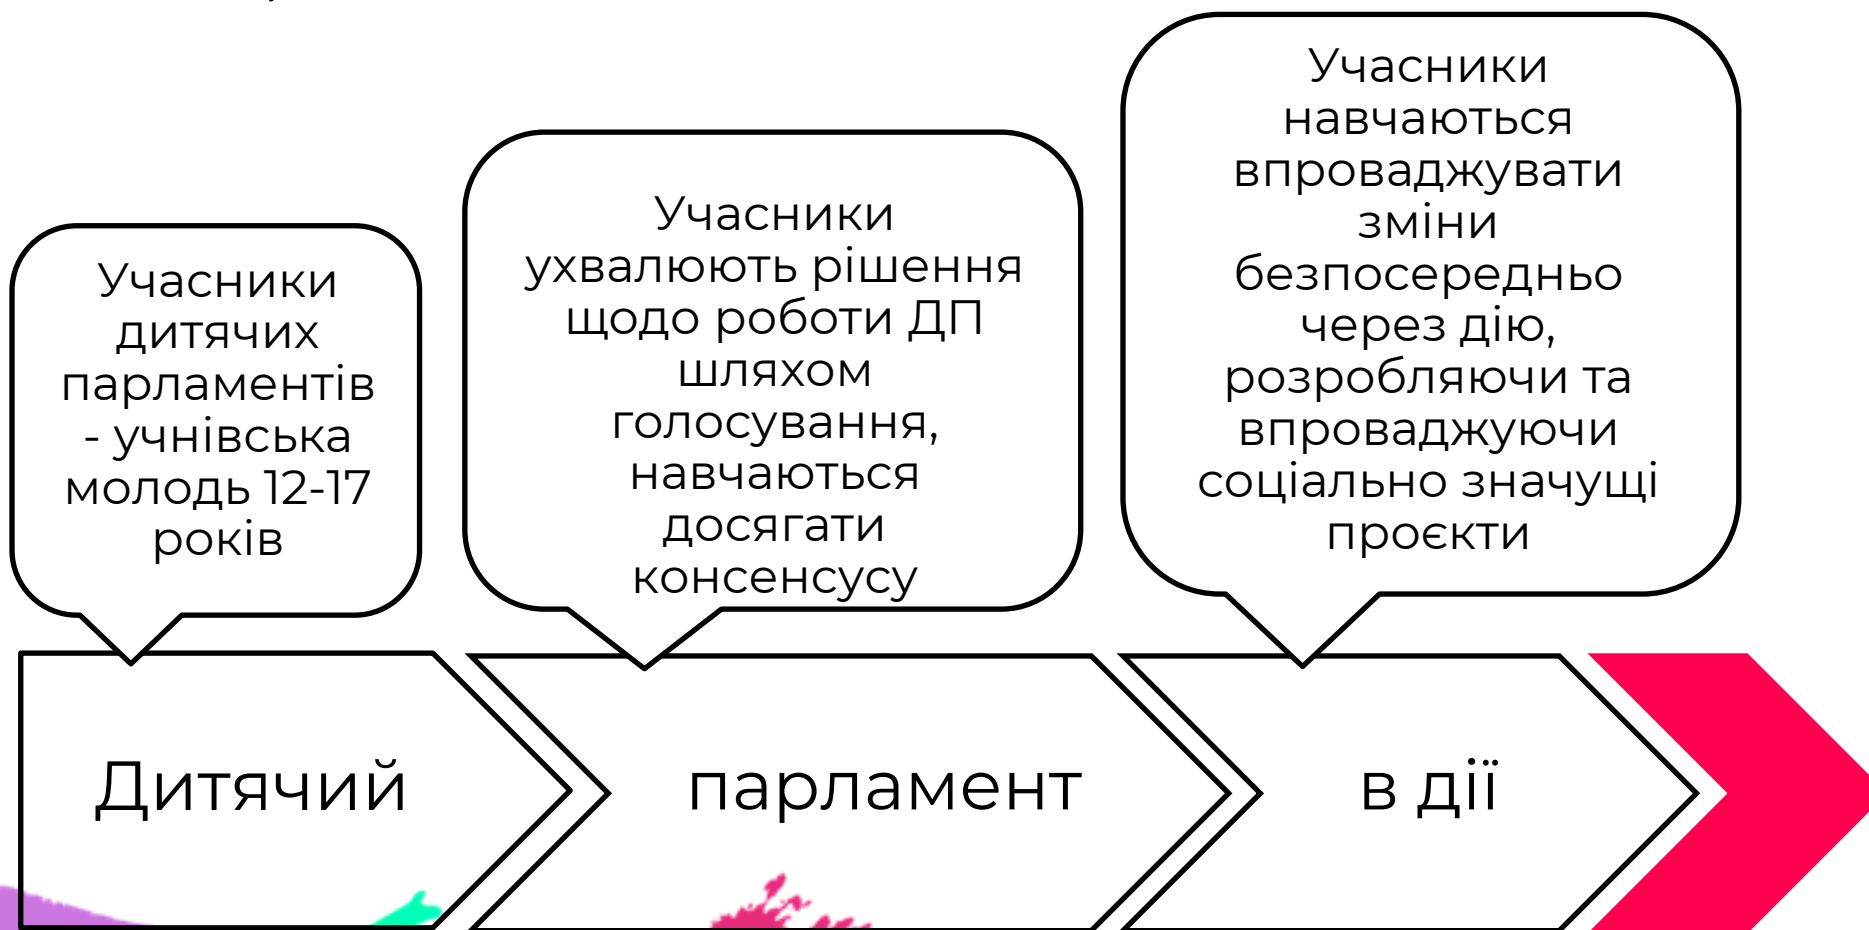 Учасники
дитячих
парламентів
- учнівська
молодь 12-17
років
Учасники
ухвалюють рішення
щодо роботи ДП
шляхом
голосування,
навчаються
досягати
консенсусу
Учасники
навчаються
впроваджувати
зміни
безпосередньо
через дію,
розробляючи та
впроваджуючи
соціально значущі
проєкти
Дитячий
парламент
в дії